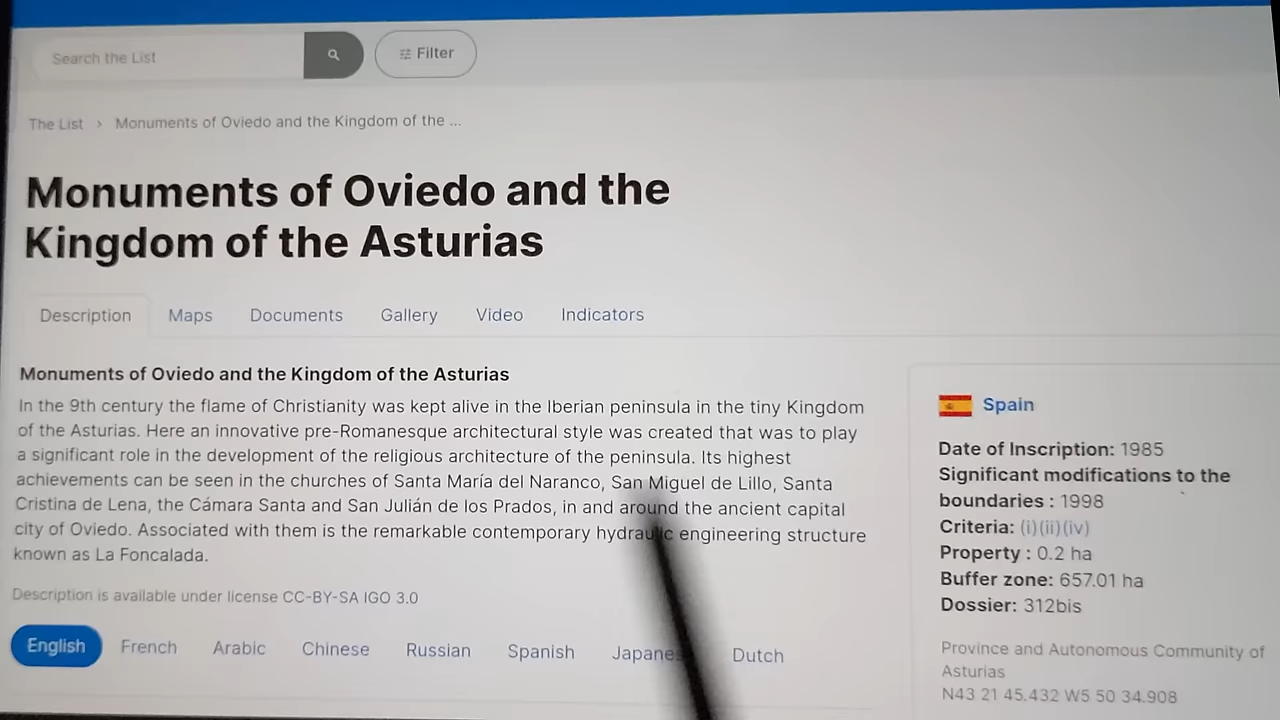 Search the List
Filter
The List > Monuments of Oviedo and the Kingdom of the ...
Monuments of Oviedo and the
Kingdom of the Asturias
Description Maps Documents Gallery Video Indicators
Monuments of Oviedo and the Kingdom of the Asturias
In the 9th century the flame of Christianity was kept alive in the Iberian peninsula in the tiny Kingdom
of the Asturias. Here an innovative pre-Romanesque architectural style was created that was to play
a significant role in the development of the religious architecture of the peninsula. Its highest
achievements can be seen in the churches of Santa María del Naranco, San Miguel de Lillo, Santa
Cristina de Lena, the Cámara Santa and San Julián de los Prados, in and around the ancient capital
city of Oviedo. Associated with them is the remarkable contemporary hydraulic engineering structure
known as La Foncalada.
Description is available under license CC-BY-SA IGO 3.0
English French Arabic Chinese Russian Spanish Japanese Dutch
Spain
Date of Inscription: 1985
Significant modifications to the
boundaries : 1998
Criteria: (i)(ii)(iv)
Property : 0.2 ha
Buffer zone: 657.01 ha
Dossier: 312bis
Province and Autonomous Community of
Asturias
N43 21 45.432 W5 50 34.908